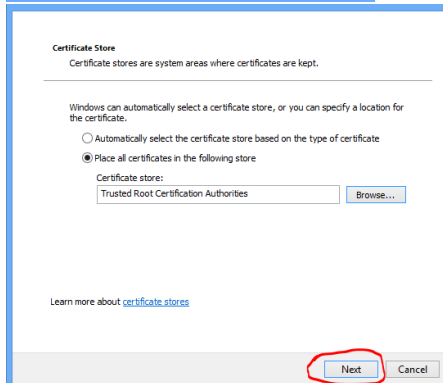 Certificate Store
Certificate stores are system areas where certificates are kept.
Windows can automatically select a certificate store, or you can specify a location for
the certificate.
Automatically select the certificate store based on the type of certificate
Place all certificates in the following store
Certificate store:
Trusted Root Certification Authorities
Browse...
Learn more about certificate stores
Next
Cancel